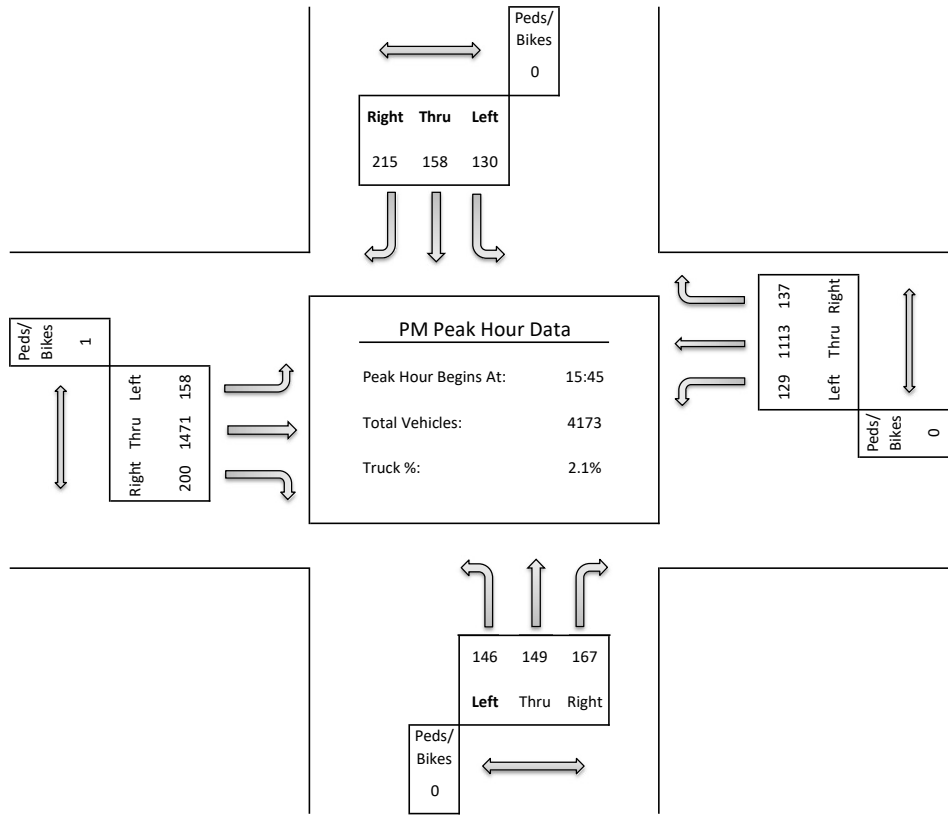 Peds/
Bikes
0
Right Thru Left
215 158 130
Peds/
Bikes
1
Left
158
Thru
1471
Right
200
PM Peak Hour Data
Peak Hour Begins At: 15:45
Total Vehicles: 4173
Truck %: 2.1%
137
Right
1113
Thru
129
Left
Peds/
Bikes
0
146 149 167
Left Thru Right
Peds/
Bikes
0